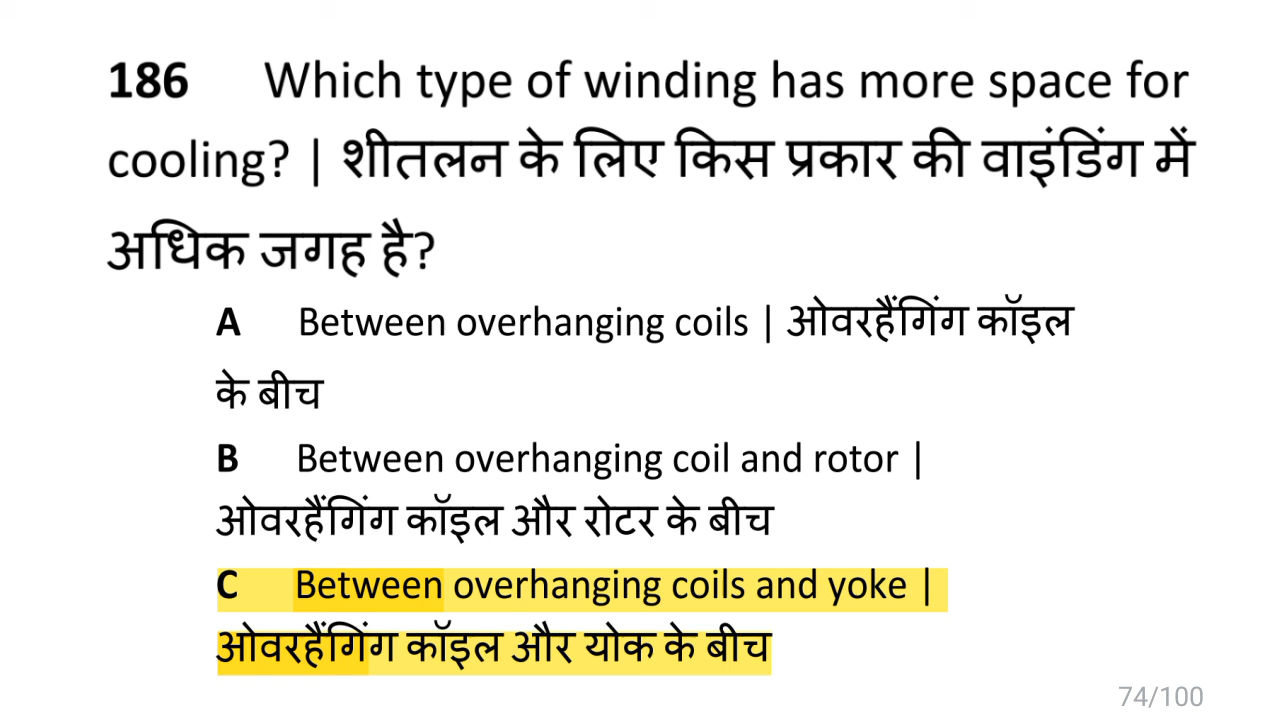 186 Which type of winding has more space for
cooling? | शीतलन के लिए किस प्रकार की वाइंडिंग में
अधिक जगह है?
A Between overhanging coils | ओवरहैंगिंग कॉइल
के बीच
B Between overhanging coil and rotor |
ओवरहैंगिंग कॉइल और रोटर के बीच
C Between overhanging coils and yoke |
ओवरहैंगिंग कॉइल और योक के बीच
74/100